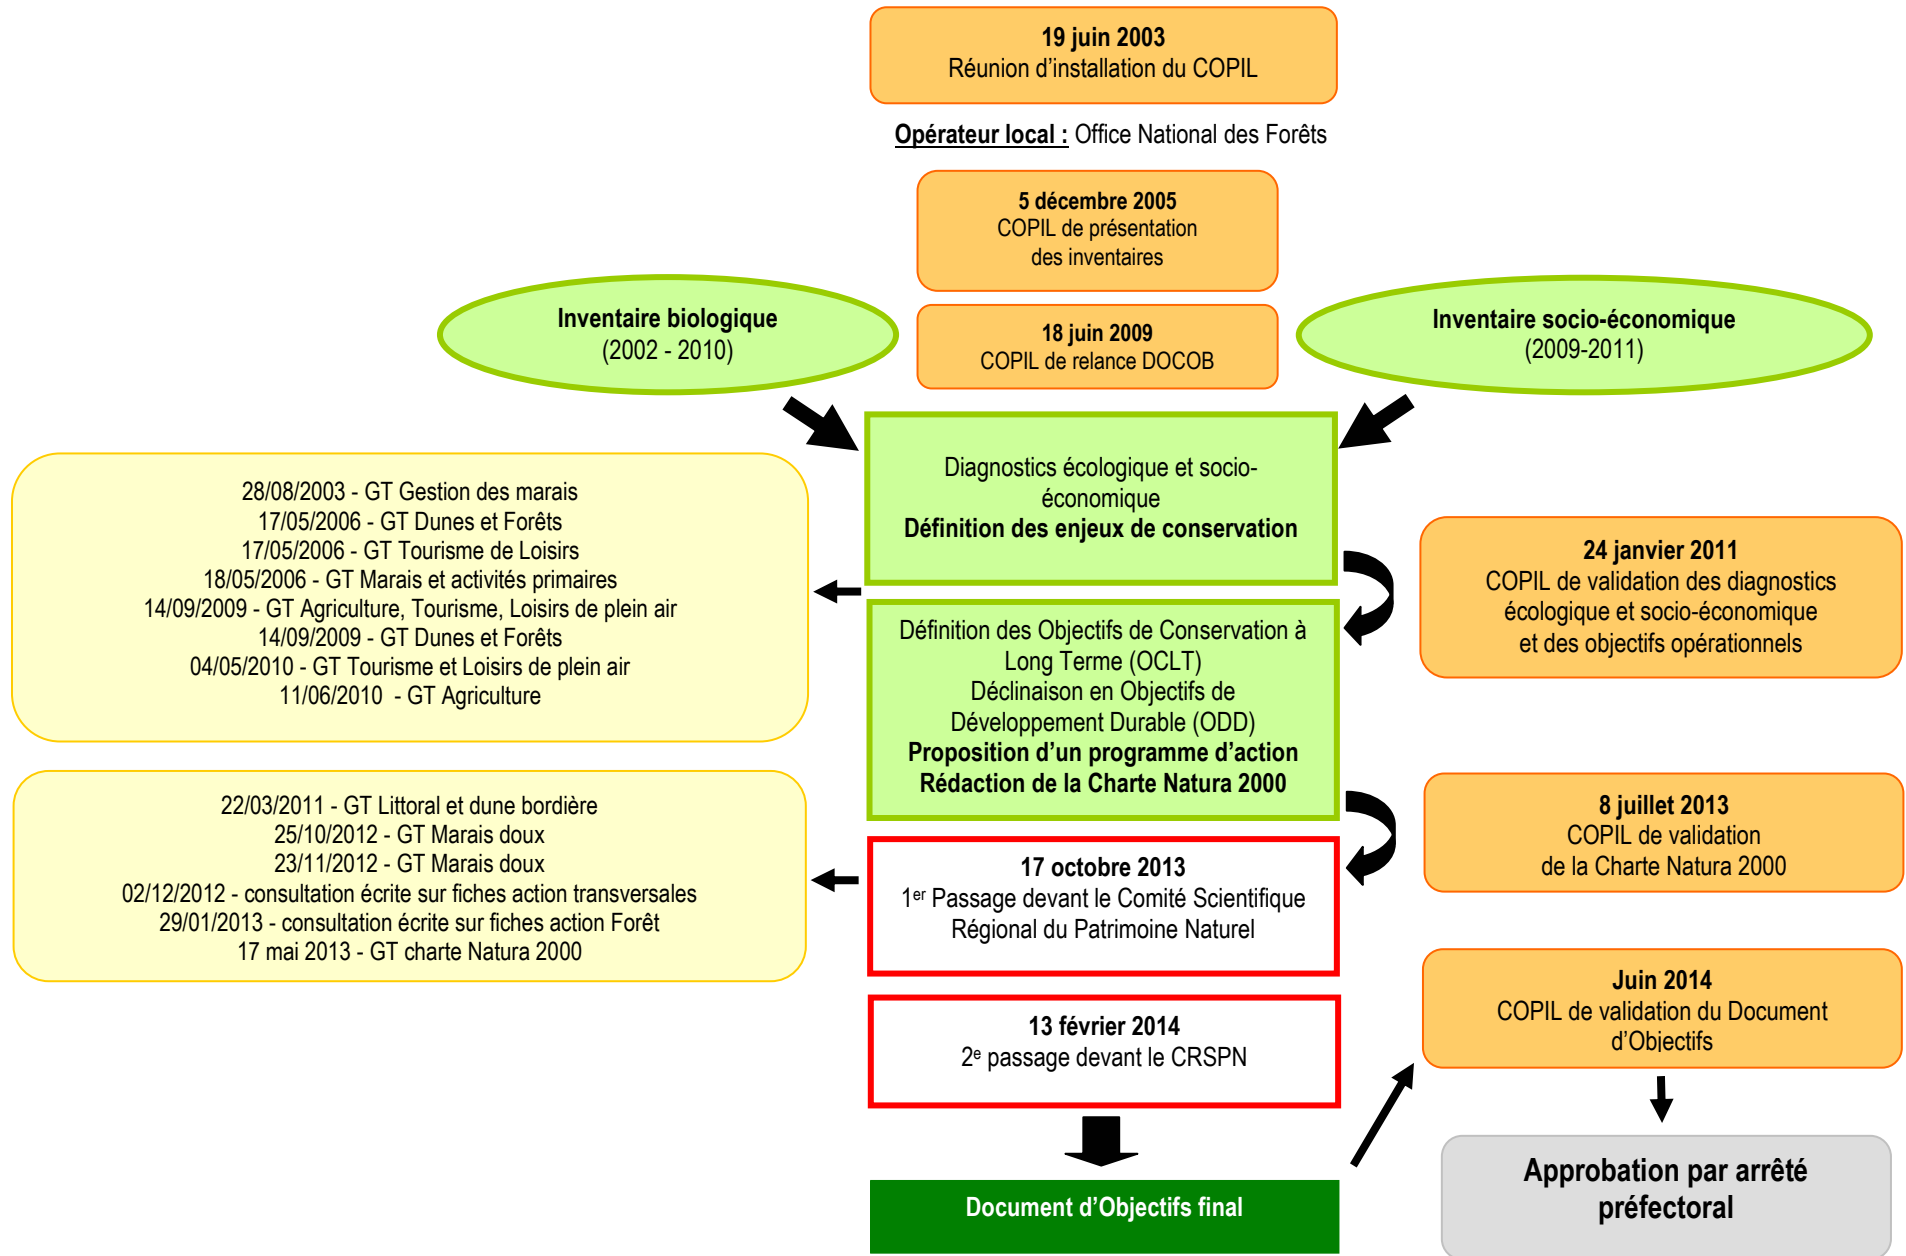 19 juin 2003
Réunion d'installation du COPIL
Opérateur local : Office National des Forêts
5 décembre 2005
COPIL de présentation
des inventaires
Inventaire biologique
(2002 - 2010)
18 juin 2009
COPIL de relance DOCOB
Inventaire socio-économique
(2009-2011)
Diagnostics écologique et socio-
économique
Définition des enjeux de conservation
28/08/2003 - GT Gestion des marais
17/05/2006 - GT Dunes et Forêts
17/05/2006 - GT Tourisme de Loisirs
18/05/2006 - GT Marais et activités primaires
14/09/2009 - GT Agriculture, Tourisme, Loisirs de plein air
14/09/2009 - GT Dunes et Forêts
04/05/2010 - GT Tourisme et Loisirs de plein air
11/06/2010  - GT Agriculture
24 janvier 2011
COPIL de validation des diagnostics
écologique et socio-économique
et des objectifs opérationnels
Définition des Objectifs de Conservation à
Long Terme (OCLT)
Déclinaison en Objectifs de
Développement Durable (ODD)
Proposition d'un programme d'action
Rédaction de la Charte Natura 2000
22/03/2011 - GT Littoral et dune bordière
25/10/2012 - GT Marais doux
23/11/2012 - GT Marais doux
02/12/2012 - consultation écrite sur fiches action transversales
29/01/2013 - consultation écrite sur fiches action Forêt
17 mai 2013 - GT charte Natura 2000
8 juillet 2013
COPIL de validation
de la Charte Natura 2000
17 octobre 2013
1er Passage devant le Comité Scientifique
Régional du Patrimoine Naturel
13 février 2014
2e passage devant le CRSPN
Juin 2014
COPIL de validation du Document
d'Objectifs
Document d'Objectifs final
Approbation par arrêté
préfectoral